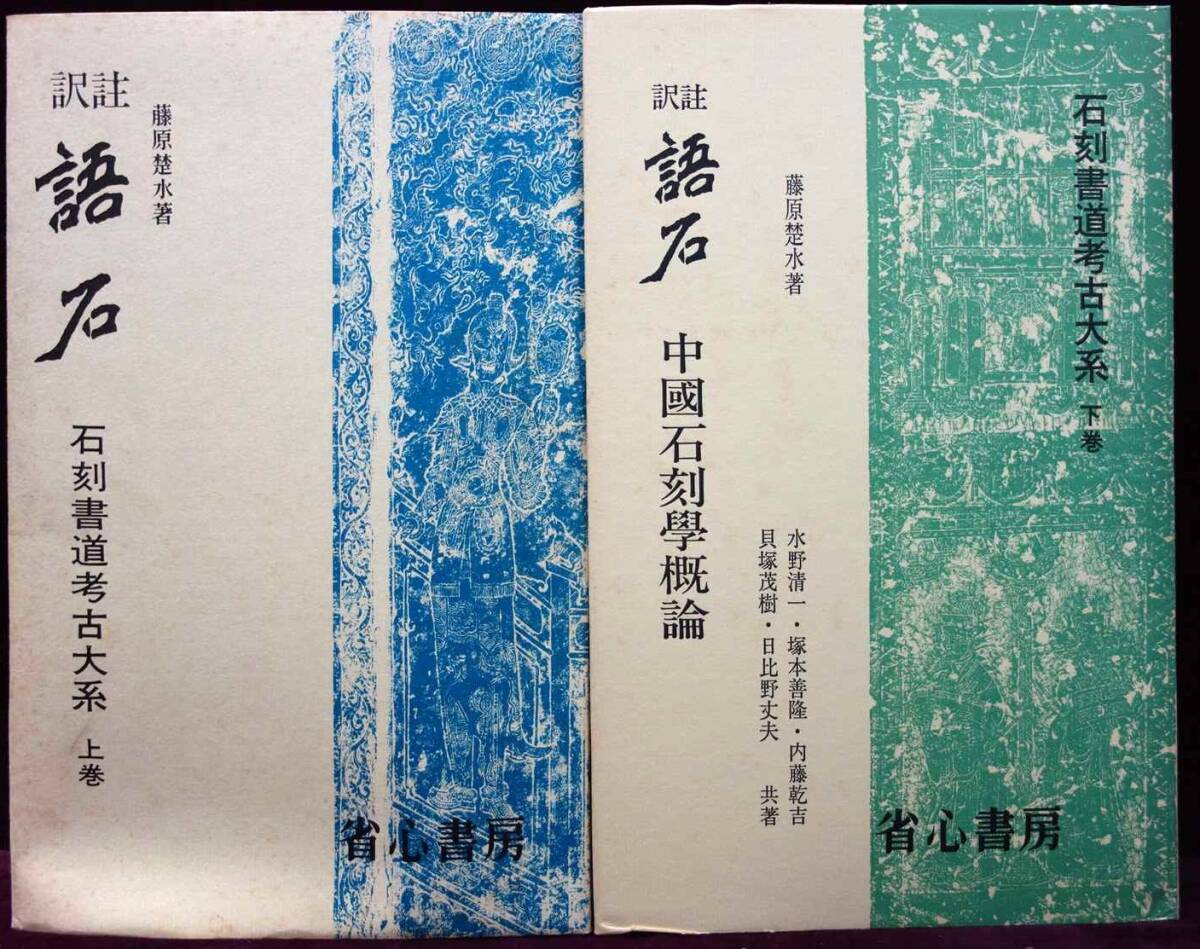 訳註
語石
藤原楚水著
石刻書道考古大系 上巻
省心書房
石刻書道考古大系 下巻
訳註
語石
藤原楚水著
中國石刻學概論
水野清一・塚本善隆・内藤乾吉
貝塚茂樹・日比野丈夫 共著
省心書房